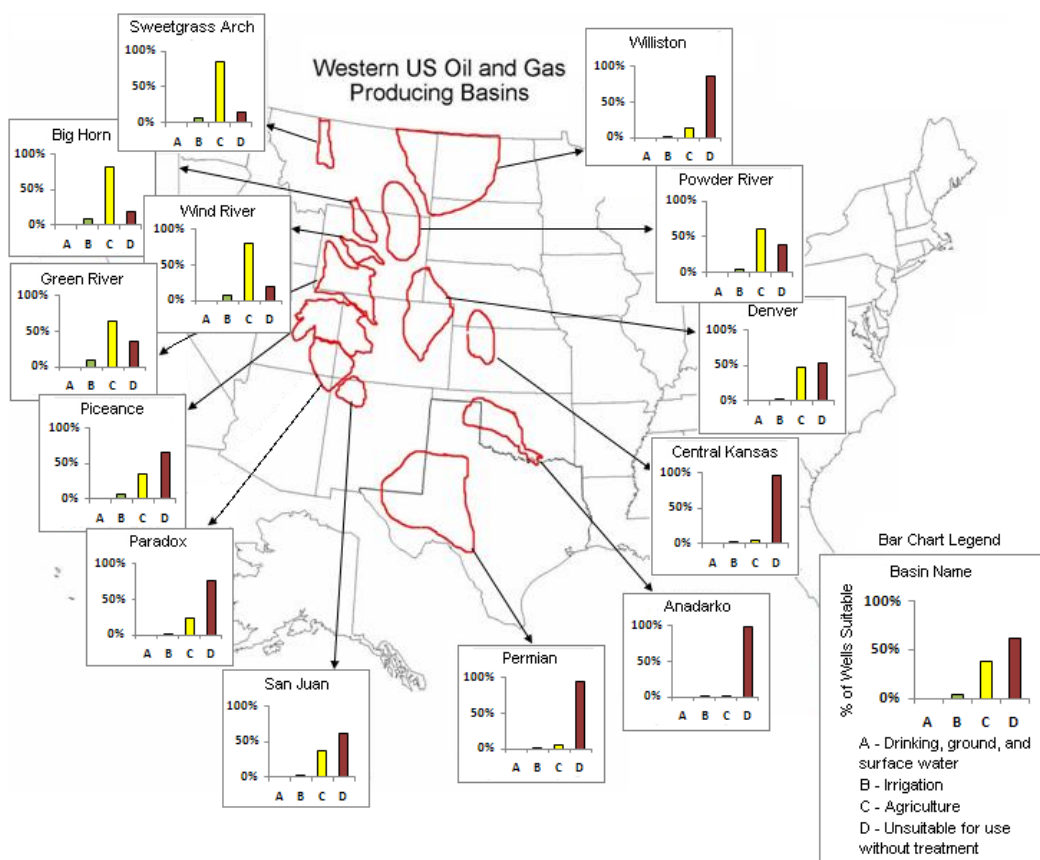 Western US Oil and Gas
Producing Basins
Sweetgrass Arch
100%
50%
0%
A B C D
Big Horn
100%
50%
0%
A B C D
Wind River
100%
50%
0%
A B C D
Green River
100%
50%
0%
A B C D
Piceance
100%
50%
0%
A B C D
Paradox
100%
50%
0%
A B C D
San Juan
100%
50%
0%
A B C D
Permian
100%
50%
0%
A B C D
Anadarko
100%
50%
0%
A B C D
Central Kansas
100%
50%
0%
A B C D
Denver
100%
50%
0%
A B C D
Powder River
100%
50%
0%
A B C D
Williston
100%
50%
0%
A B C D
Bar Chart Legend
Basin Name
% of Wells Suitable
100%
50%
0%
A B C D
A - Drinking, ground, and
surface water
B - Irrigation
C - Agriculture
D - Unsuitable for use
without treatment